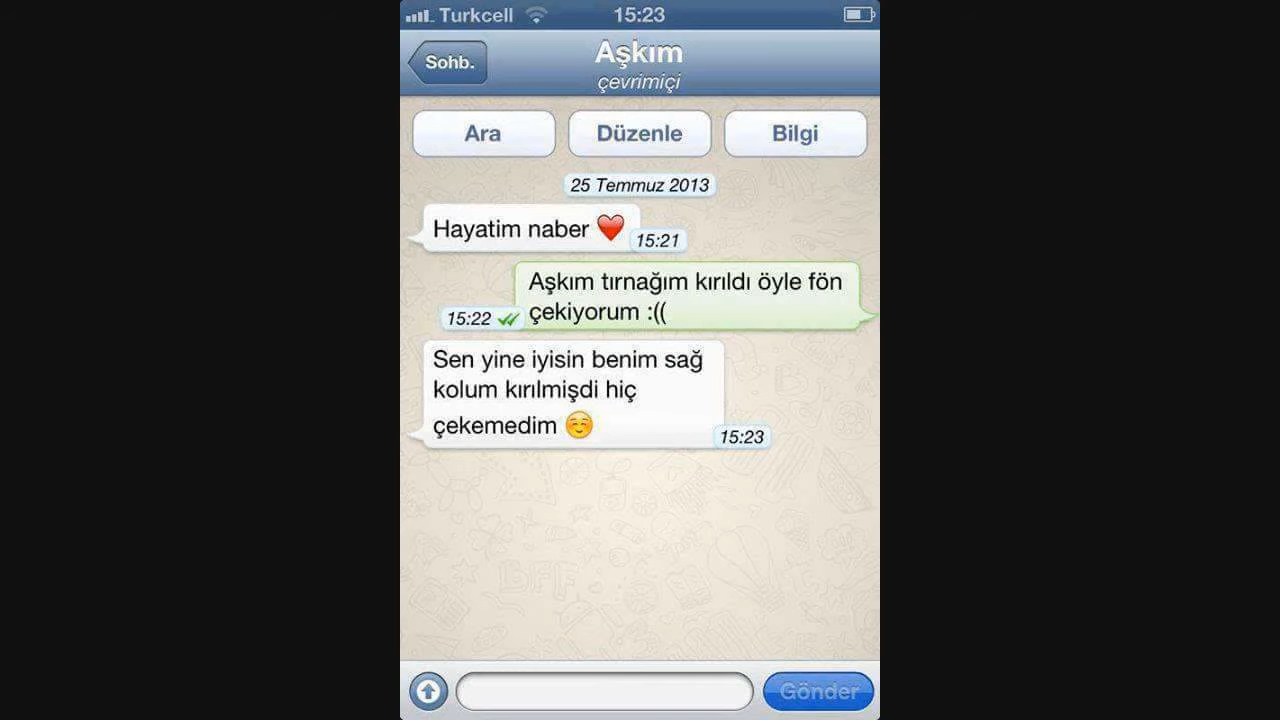 Turkcell 15:23
Sohb.
Aşkım
çevrimiçi
Ara Düzenle Bilgi
25 Temmuz 2013
Hayatim naber ❤️
15:21
Aşkım tırnağım kırıldı öyle fön
çekiyorum :((
15:22
Sen yine iyisin benim sağ
kolum kırılmişdi hiç
çekemedim ☺️
15:23
BFF
Gönder